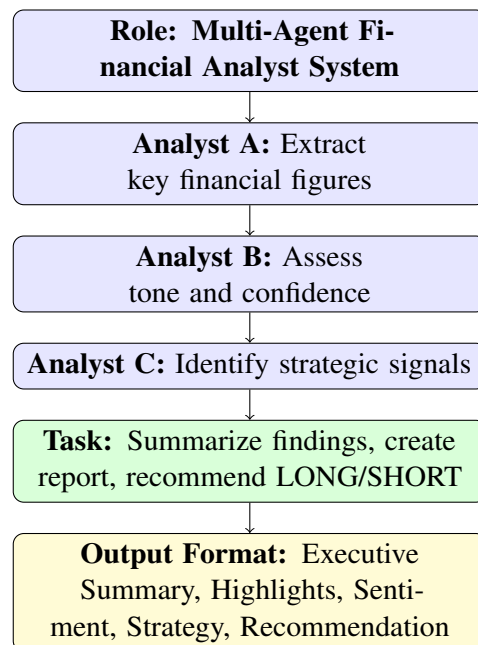 Role: Multi-Agent Fi-
nancial Analyst System
Analyst A: Extract
key financial figures
Analyst B: Assess
tone and confidence
Analyst C: Identify strategic signals
Task: Summarize findings, create
report, recommend LONG/SHORT
Output Format: Executive
Summary, Highlights, Senti-
ment, Strategy, Recommendation